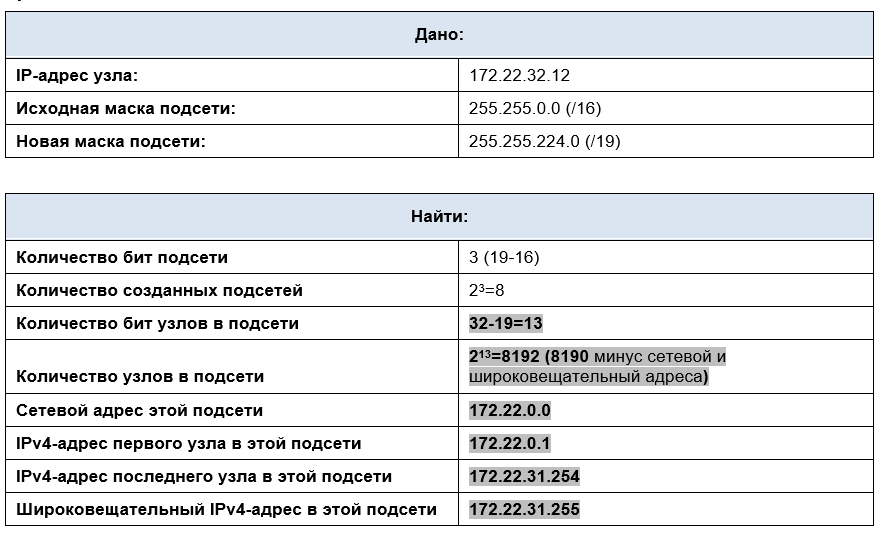 Дано:
IP-адрес узла: 172.22.32.12
Исходная маска подсети: 255.255.0.0 (/16)
Новая маска подсети: 255.255.224.0 (/19)
Найти:
Количество бит подсети 3 (19-16)
Количество созданных подсетей 2³=8
Количество бит узлов в подсети 32-19=13
Количество узлов в подсети 2¹³=8192 (8190 минус сетевой и
широковещательный адреса)
Сетевой адрес этой подсети 172.22.0.0
IPv4-адрес первого узла в этой подсети 172.22.0.1
IPv4-адрес последнего узла в этой подсети 172.22.31.254
Широковещательный IPv4-адрес в этой подсети 172.22.31.255